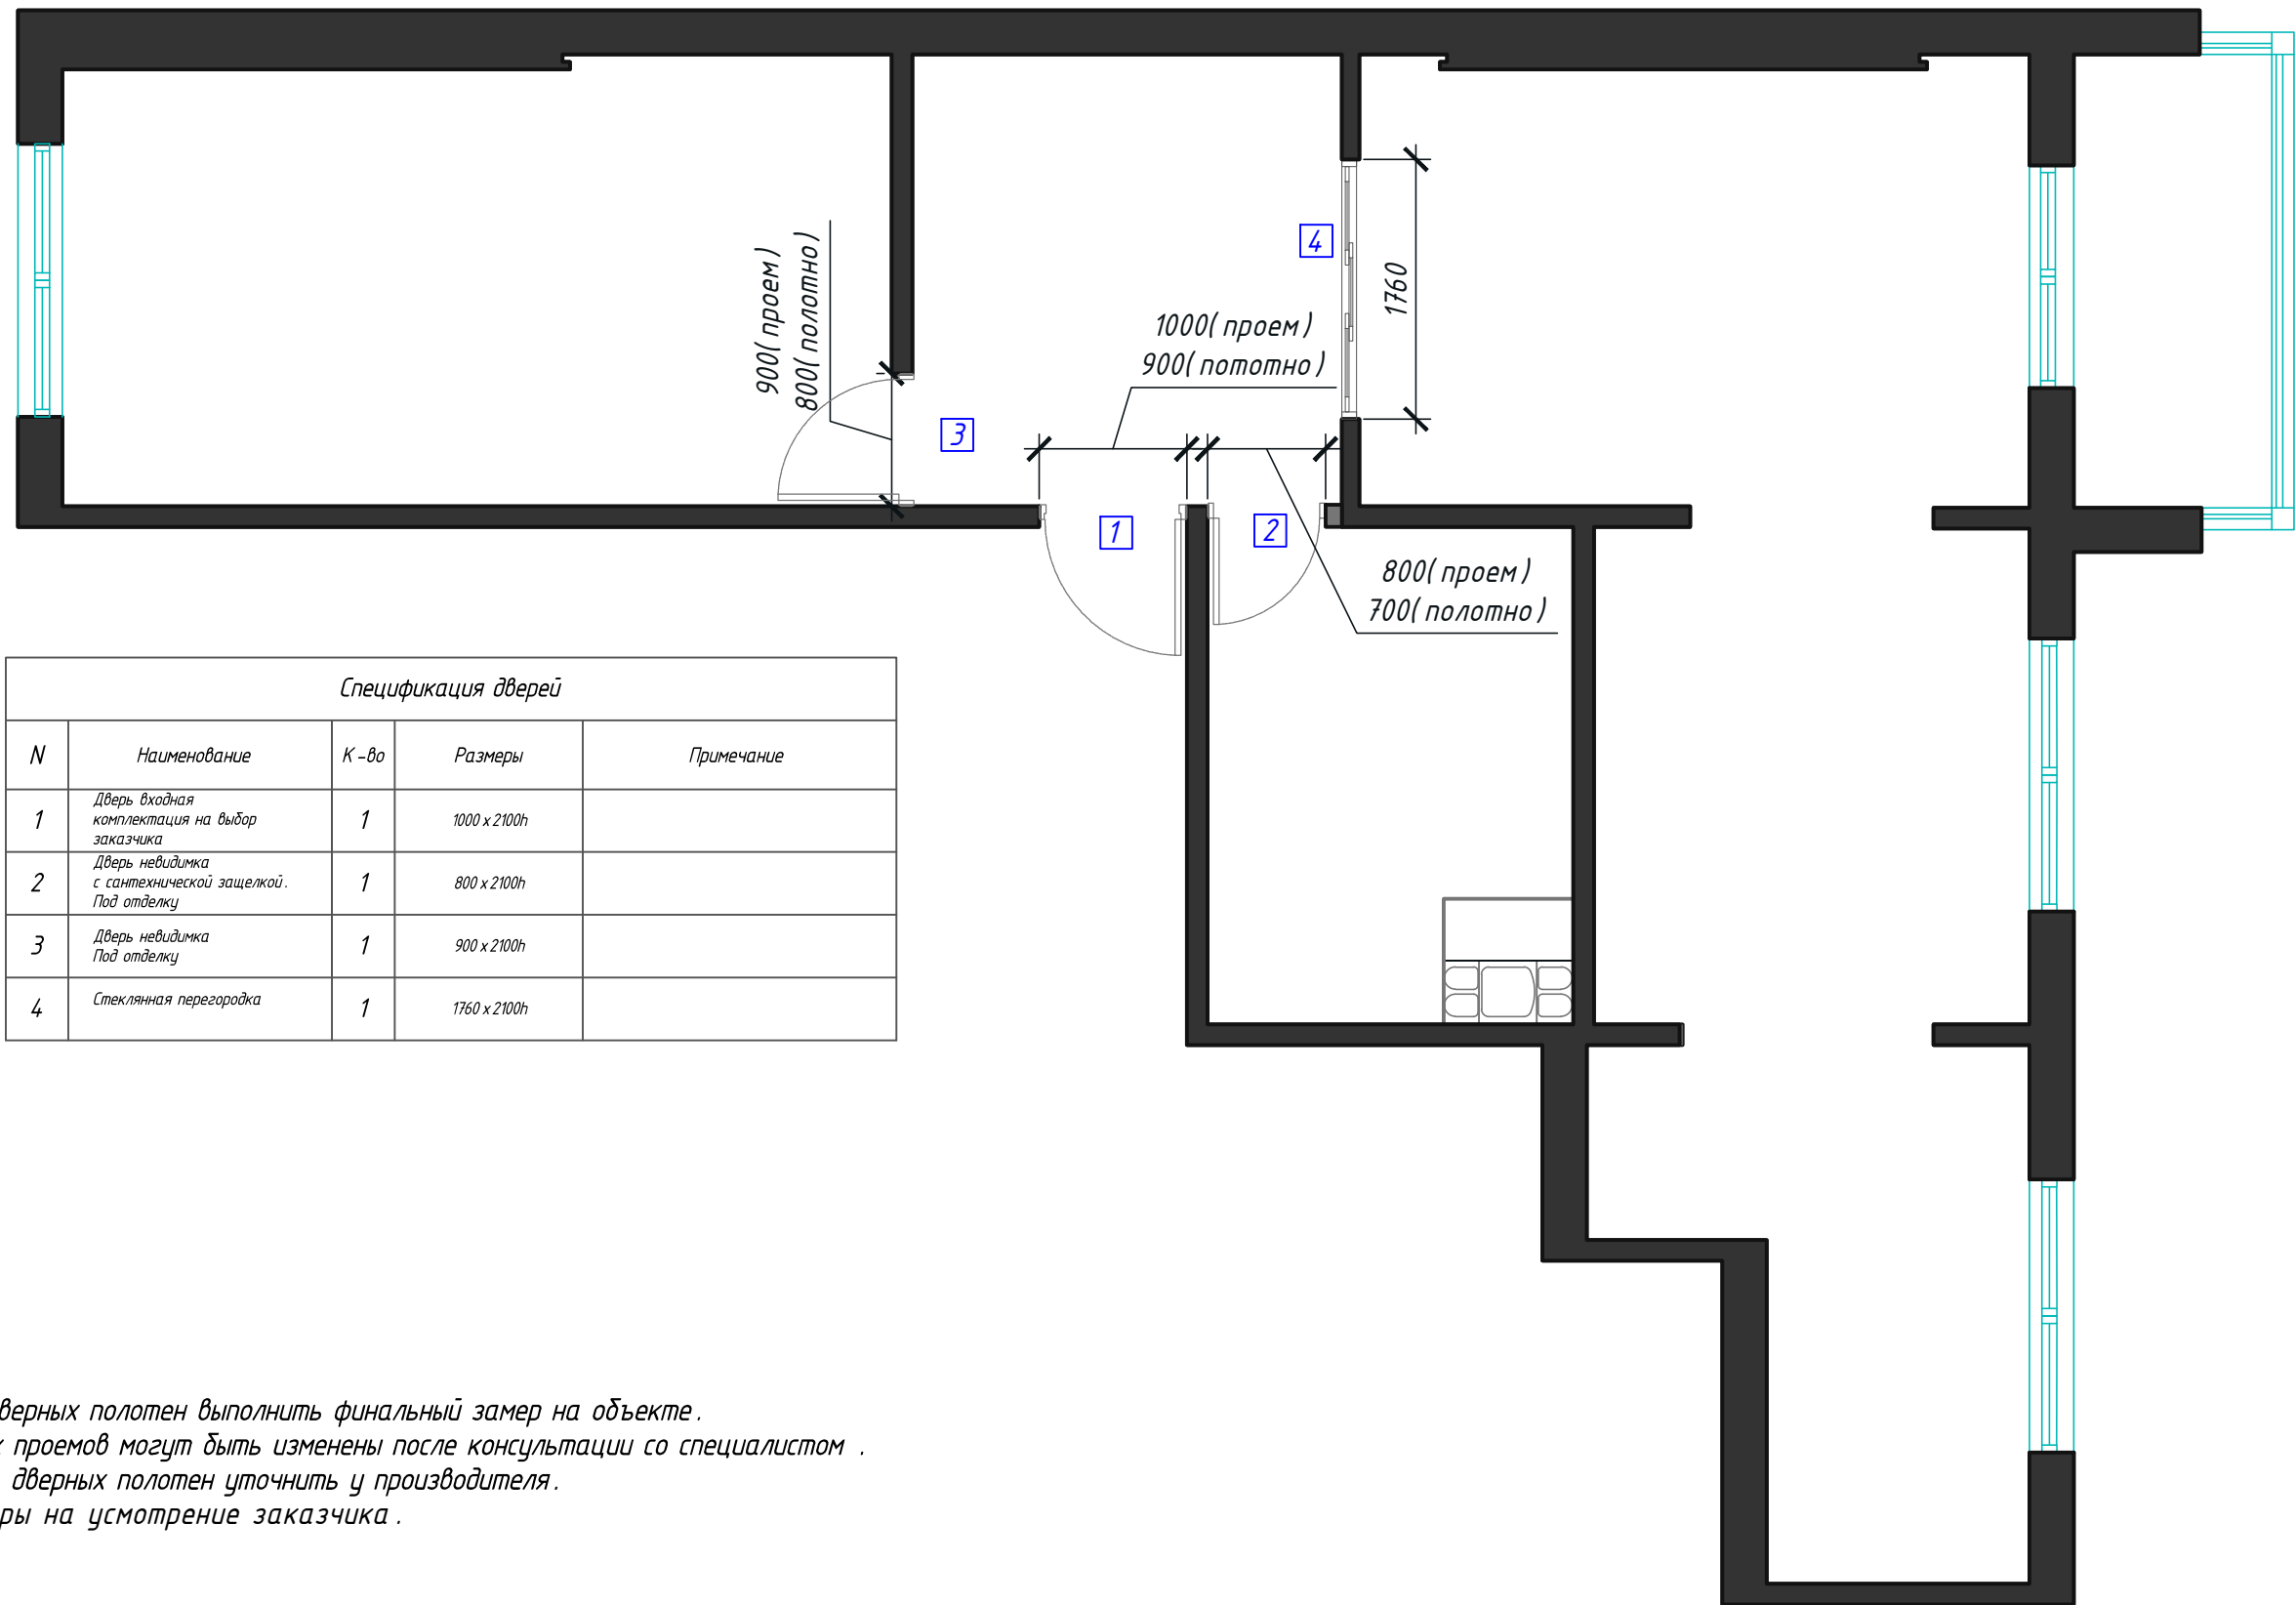 900(проем)
800(полотно)
4
1760
1000(проем)
900(пототно)
3
1
2
800(проем)
700(полотно)
Спецификация дверей
N Наименование К-во Размеры Примечание
1 Дверь входная
комплектация на выбор
заказчика
1 1000 x 2100h
2 Дверь невидимка
с сантехнической защелкой.
Под отделку
1 800 x 2100h
3 Дверь невидимка
Под отделку
1 900 x 2100h
4 Стеклянная перегородка 1 1760 x 2100h
верных полотен выполнить финальный замер на объекте.
х проемов могут быть изменены после консультации со специалистом .
дверных полотен уточнить у производителя.
ры на усмотрение заказчика.